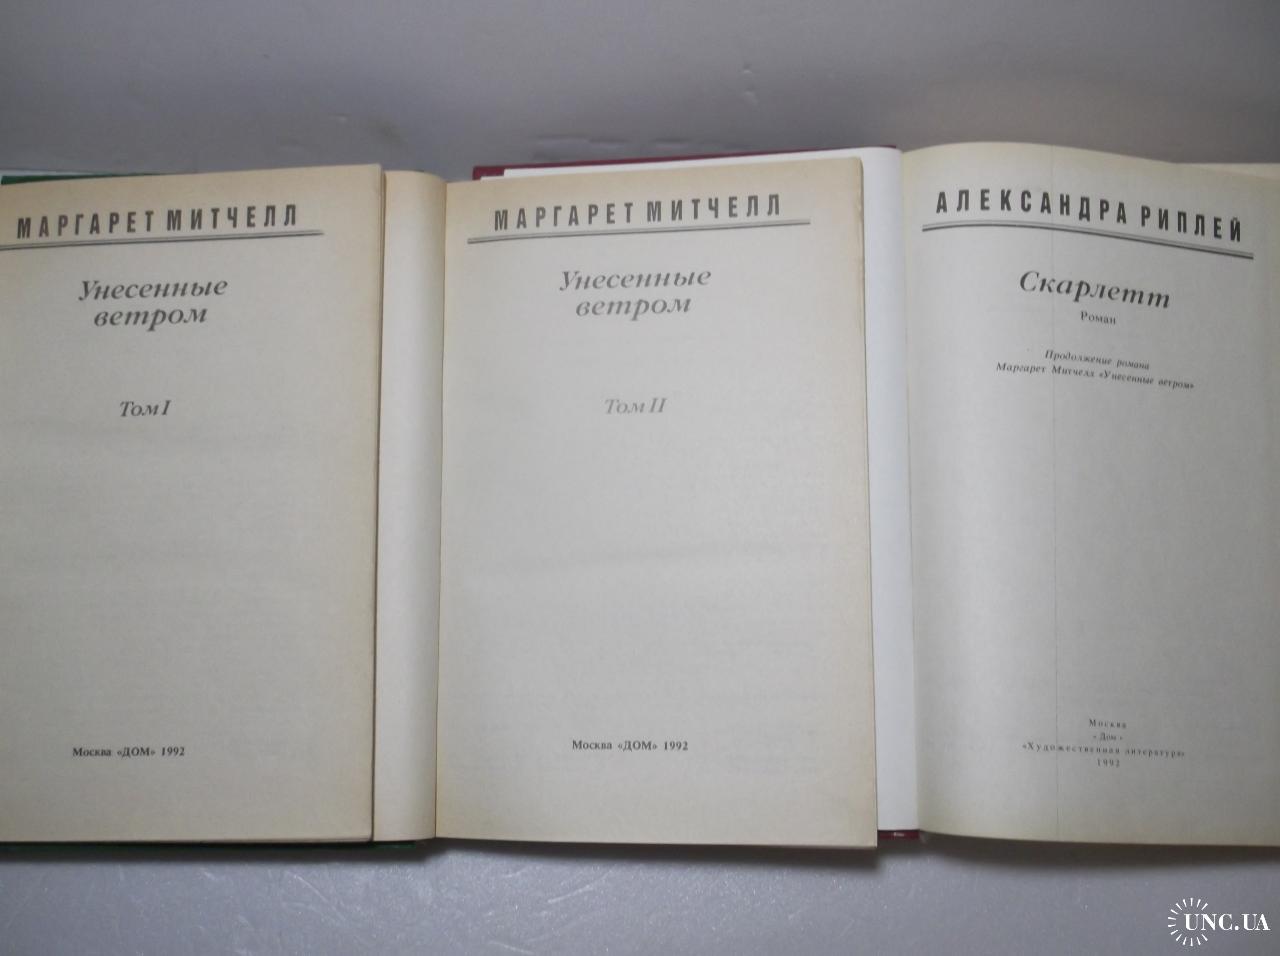 МАРГАРЕТ МИТЧЕЛЛ
Унесенные
ветром
Том I
Москва «ДОМ» 1992
МАРГАРЕТ МИТЧЕЛЛ
Унесенные
ветром
Том II
Москва «ДОМ» 1992
АЛЕКСАНДРА РИПЛЕЙ
Скарлетт
Роман
Продолжение романа
Маргарет Митчелл «Унесенные ветром»
Москва
«Дом»
«Художественная литература»
1992
UNC.UA